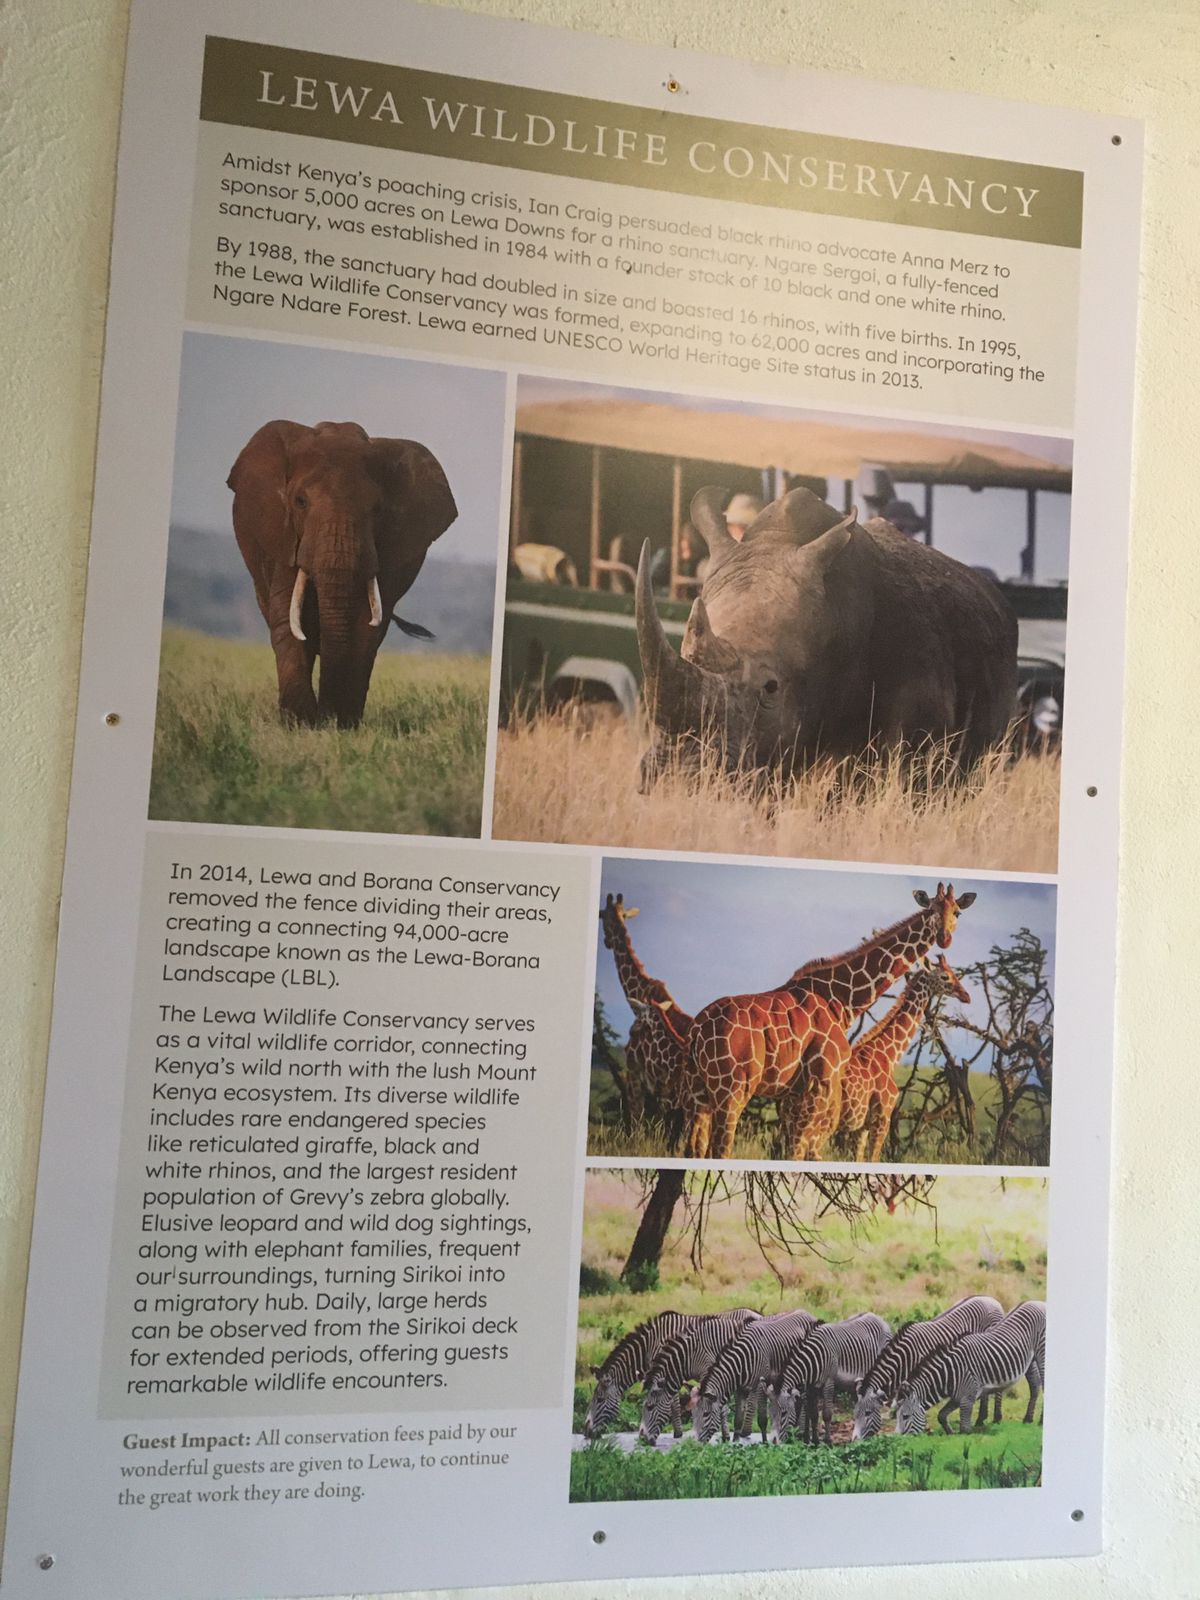 LEWA WILDLIFE CONSERVANCY
Amidst Kenya's poaching crisis, Ian Craig persuaded black rhino advocate Anna Merz to
sponsor 5,000 acres on Lewa Downs for a rhino sanctuary. Ngare Sergoi, a fully-fenced
sanctuary, was established in 1984 with a founder stock of 10 black and one white rhino.
By 1988, the sanctuary had doubled in size and boasted 16 rhinos, with five births. In 1995,
the Lewa Wildlife Conservancy was formed, expanding to 62,000 acres and incorporating the
Ngare Ndare Forest. Lewa earned UNESCO World Heritage Site status in 2013.
In 2014, Lewa and Borana Conservancy
removed the fence dividing their areas,
creating a connecting 94,000-acre
landscape known as the Lewa-Borana
Landscape (LBL).
The Lewa Wildlife Conservancy serves
as a vital wildlife corridor, connecting
Kenya's wild north with the lush Mount
Kenya ecosystem. Its diverse wildlife
includes rare endangered species
like reticulated giraffe, black and
white rhinos, and the largest resident
population of Grevy's zebra globally.
Elusive leopard and wild dog sightings,
along with elephant families, frequent
our surroundings, turning Sirikoi into
a migratory hub. Daily, large herds
can be observed from the Sirikoi deck
for extended periods, offering guests
remarkable wildlife encounters.
Guest Impact: All conservation fees paid by our
wonderful guests are given to Lewa, to continue
the great work they are doing.